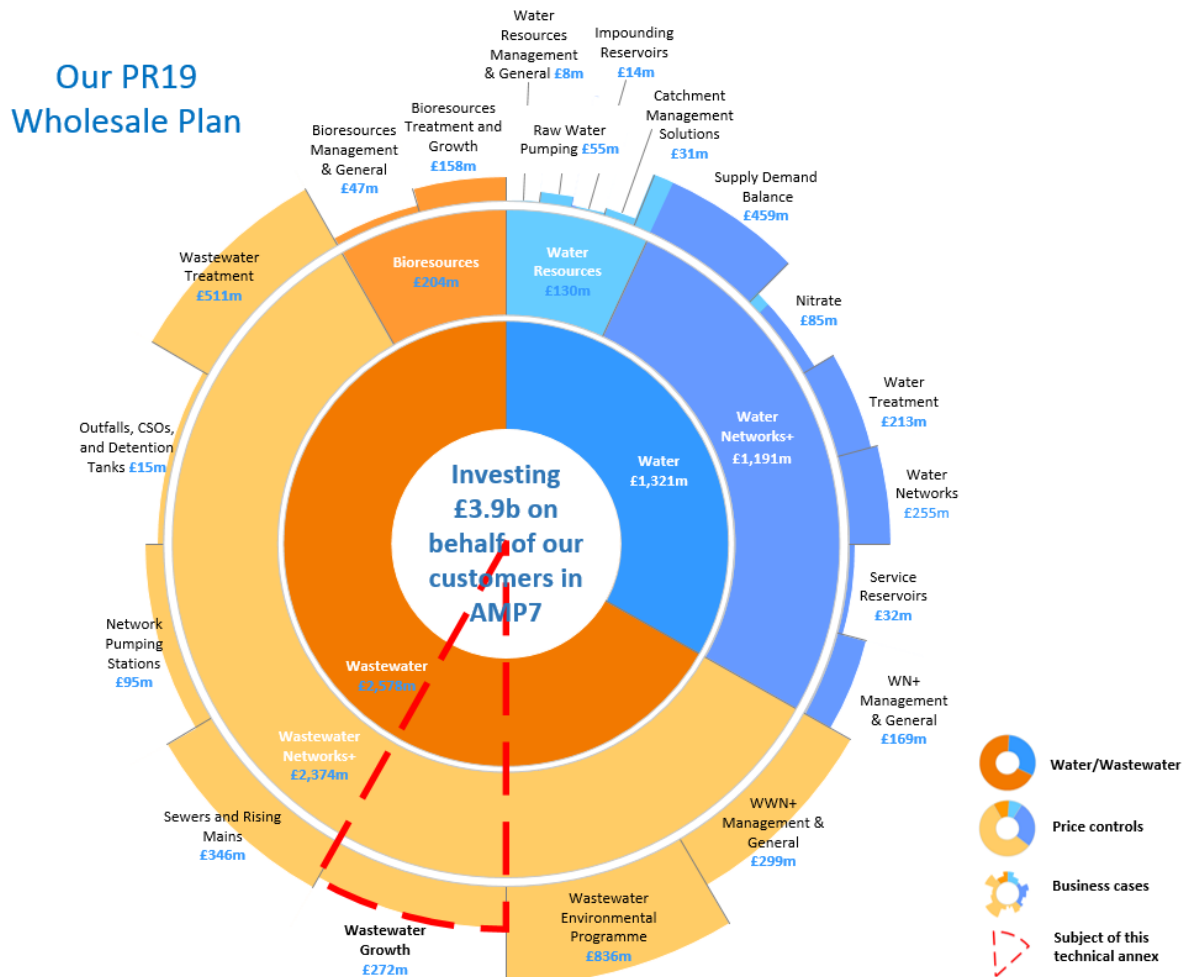 Our PR19
Wholesale Plan
Water
Resources
Management
& General £8m
Impounding
Reservoirs
£14m
Raw Water
Pumping £55m
Catchment
Management
Solutions
£31m
Supply Demand
Balance
£459m
Nitrate
£85m
Water
Treatment
£213m
Water
Networks
£255m
Service
Reservoirs
£32m
WN+
Management
& General
£169m
WWN+
Management &
General
£299m
Wastewater
Environmental
Programme
£836m
Wastewater
Growth
£272m
Sewers and Rising
Mains
£346m
Network
Pumping
Stations
£95m
Outfalls, CSOs,
and Detention
Tanks £15m
Wastewater
Treatment
£511m
Bioresources
Management
& General
£47m
Bioresources
Treatment and
Growth
£158m
Bioresources
£204m
Water
Resources
£130m
Water
Networks+
£1,191m
Wastewater
Networks+
£2,374m
Water
£1,321m
Wastewater
£2,578m
Investing
£3.9b on
behalf of our
customers in
AMP7
Water/Wastewater
Price controls
Business cases
Subject of this
technical annex